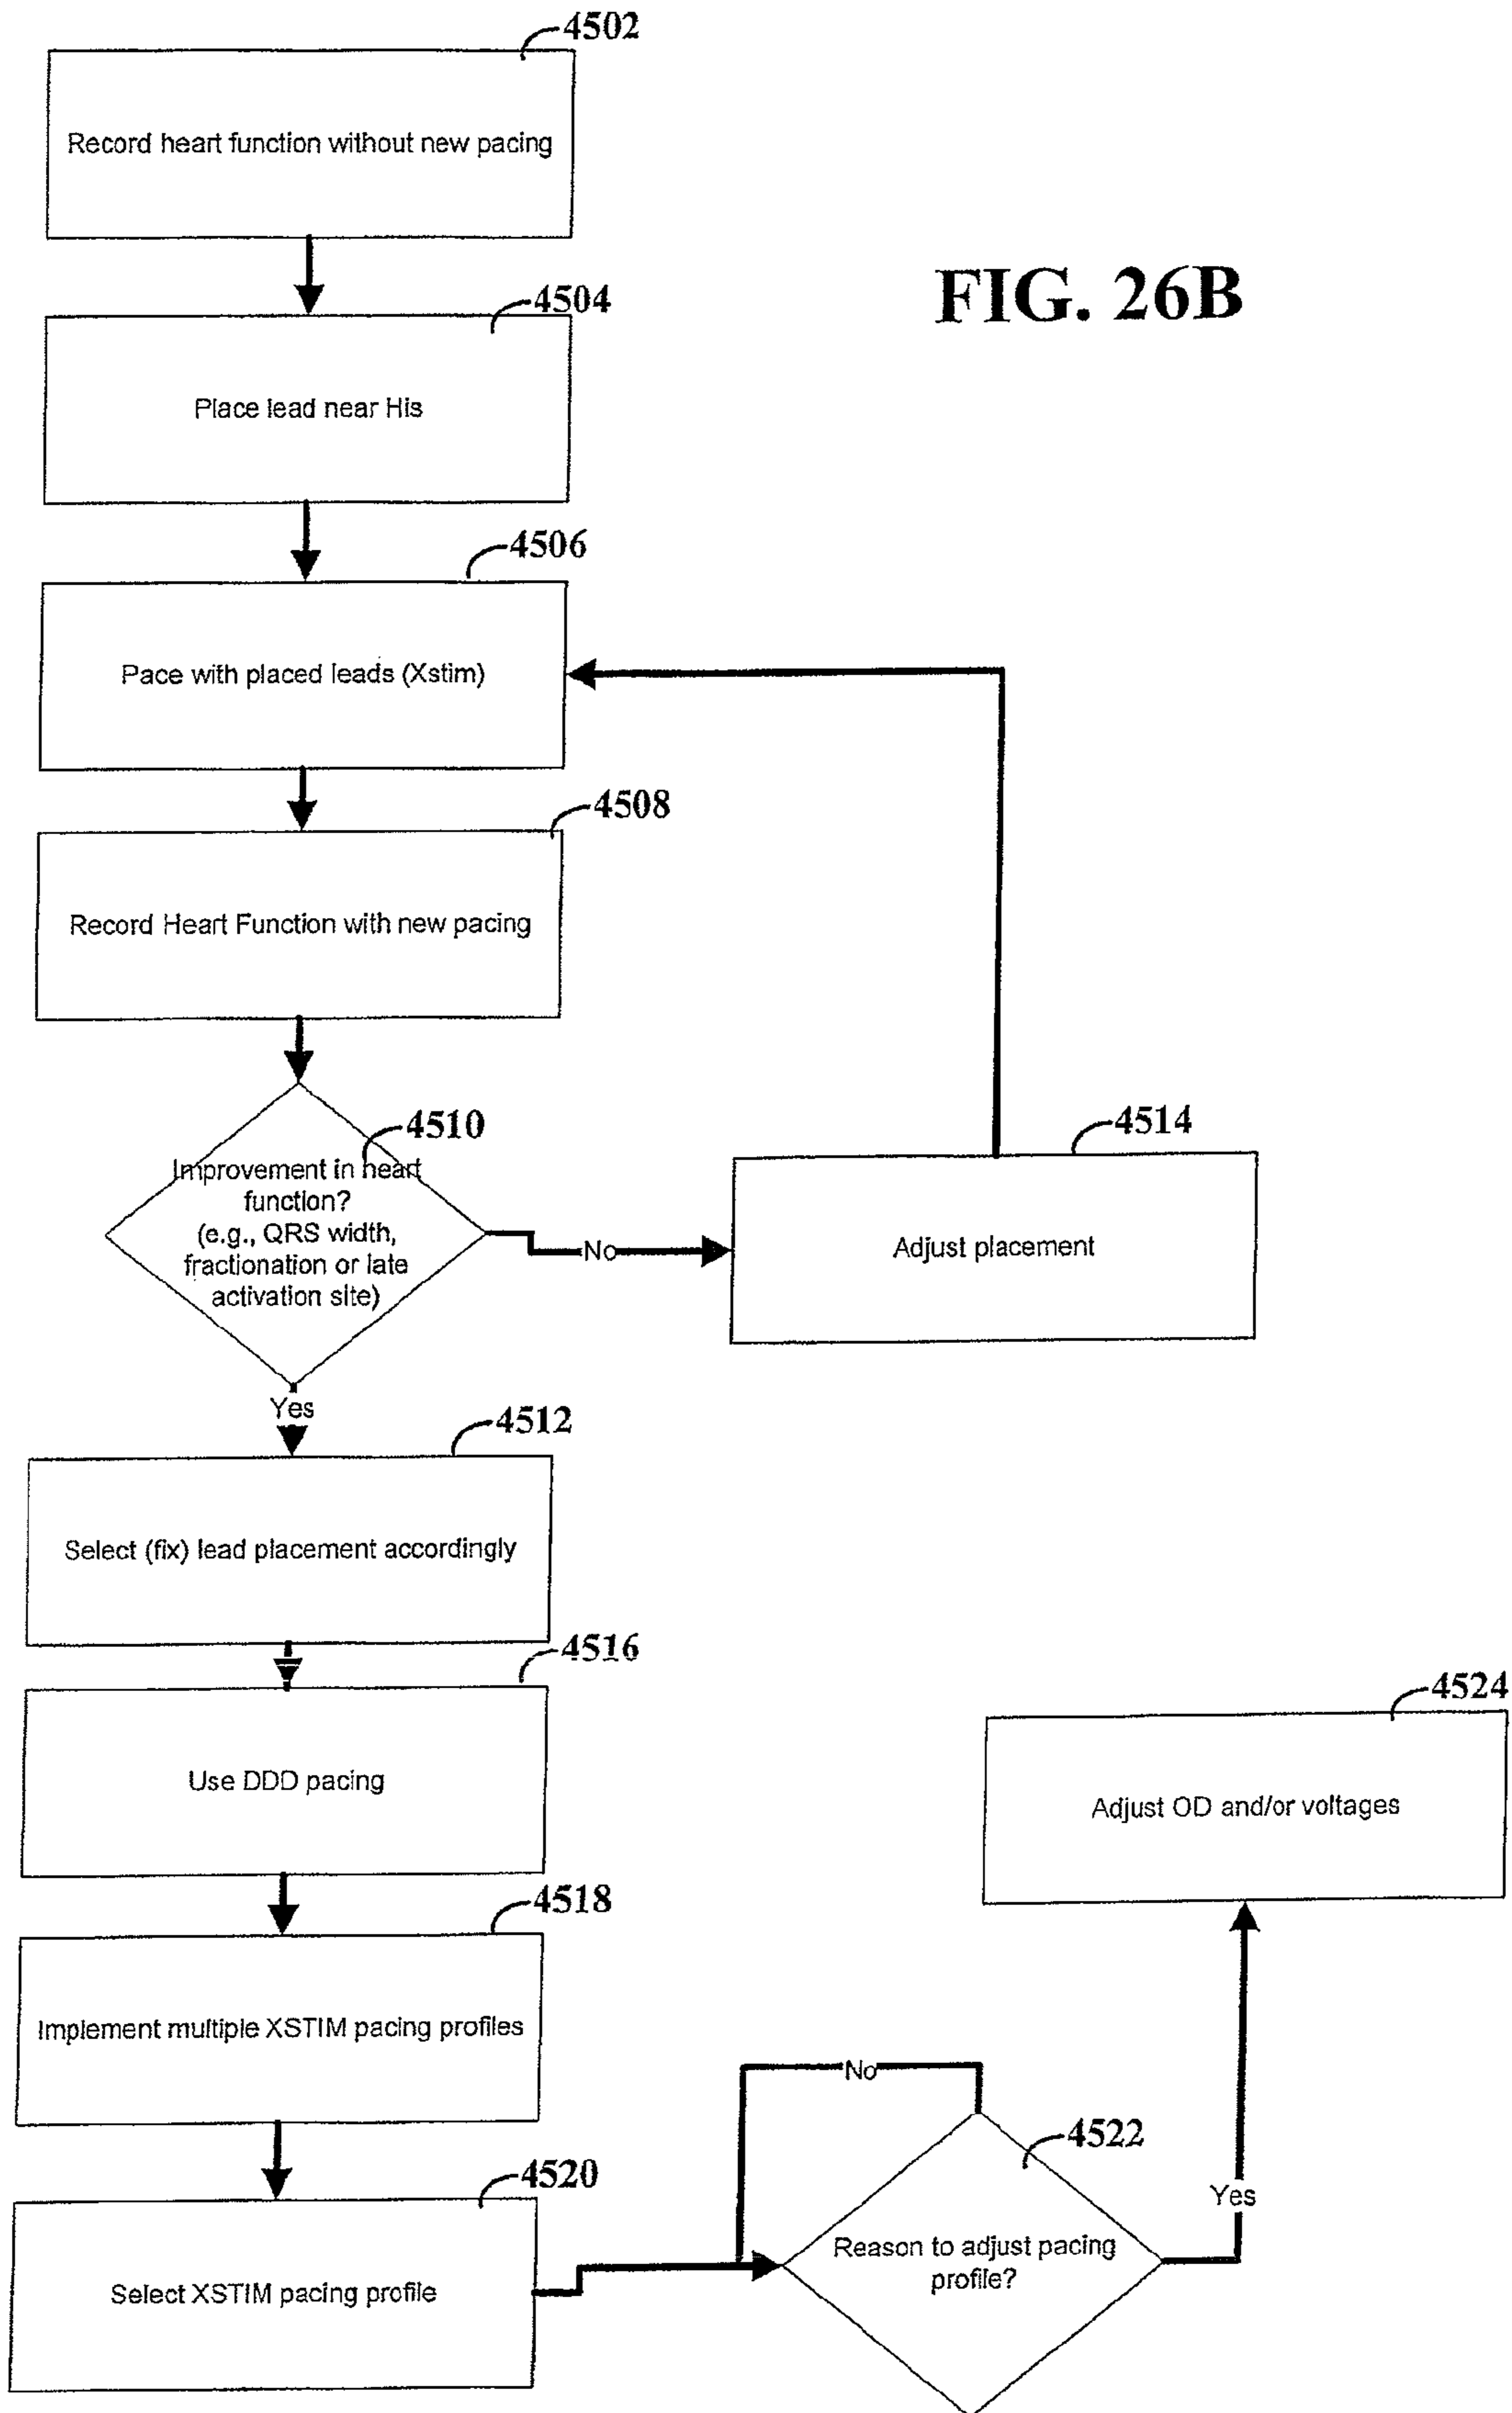 4502
Record heart function without new pacing
FIG. 26B
4504
Place lead near His
4506
Pace with placed leads (Xstim)
4508
Record Heart Function with new pacing
4510
Improvement in heart
function?
(e.g., QRS width,
fractionation or late
activation site)
No
4514
Adjust placement
Yes
4512
Select (fix) lead placement accordingly
4516
Use DDD pacing
4524
Adjust OD and/or voltages
4518
Implement multiple XSTIM pacing profiles
No
4522
Reason to adjust pacing
profile?
Yes
4520
Select XSTIM pacing profile